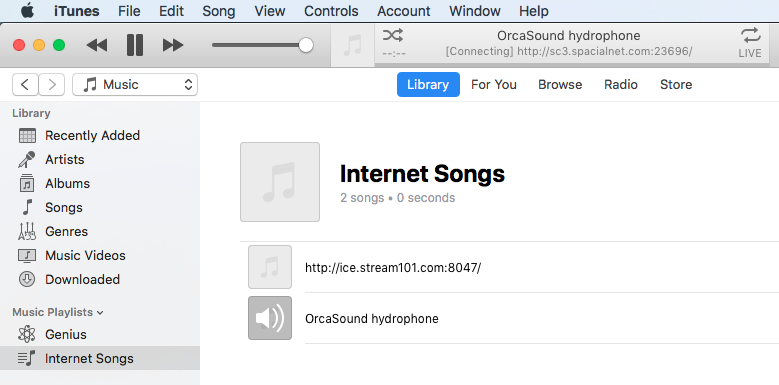 iTunes File Edit Song View Controls Account Window Help
OrcaSound hydrophone
--:-- [Connecting] http://sc3.spacialnet.com:23696/ LIVE
Music Library For You Browse Radio Store
Library
Recently Added
Artists
Albums
Songs
Genres
Music Videos
Downloaded
Music Playlists
Genius
Internet Songs
Internet Songs
2 songs • 0 seconds
http://ice.stream101.com:8047/
OrcaSound hydrophone